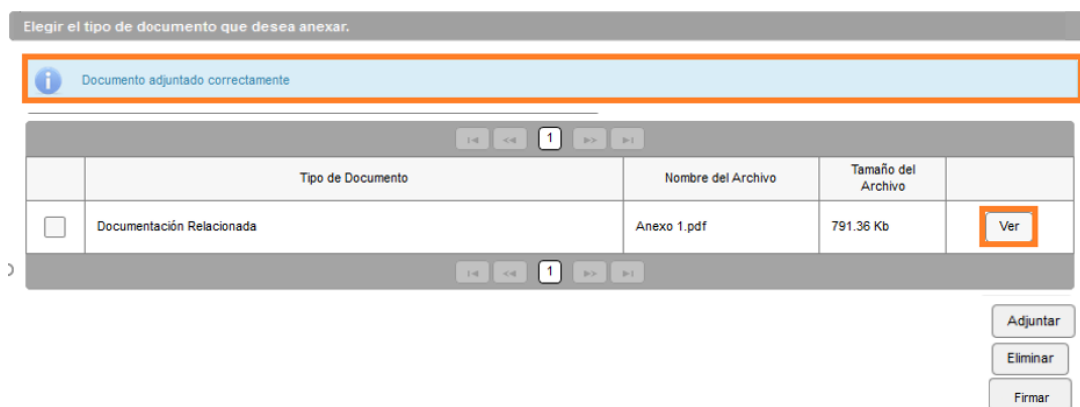 Elegir el tipo de documento que desea anexar.
Documento adjuntado correctamente
1
Tipo de Documento
Nombre del Archivo
Tamaño del
Archivo
Documentación Relacionada
Anexo 1.pdf
791.36 Kb
Ver
1
Adjuntar
Eliminar
Firmar